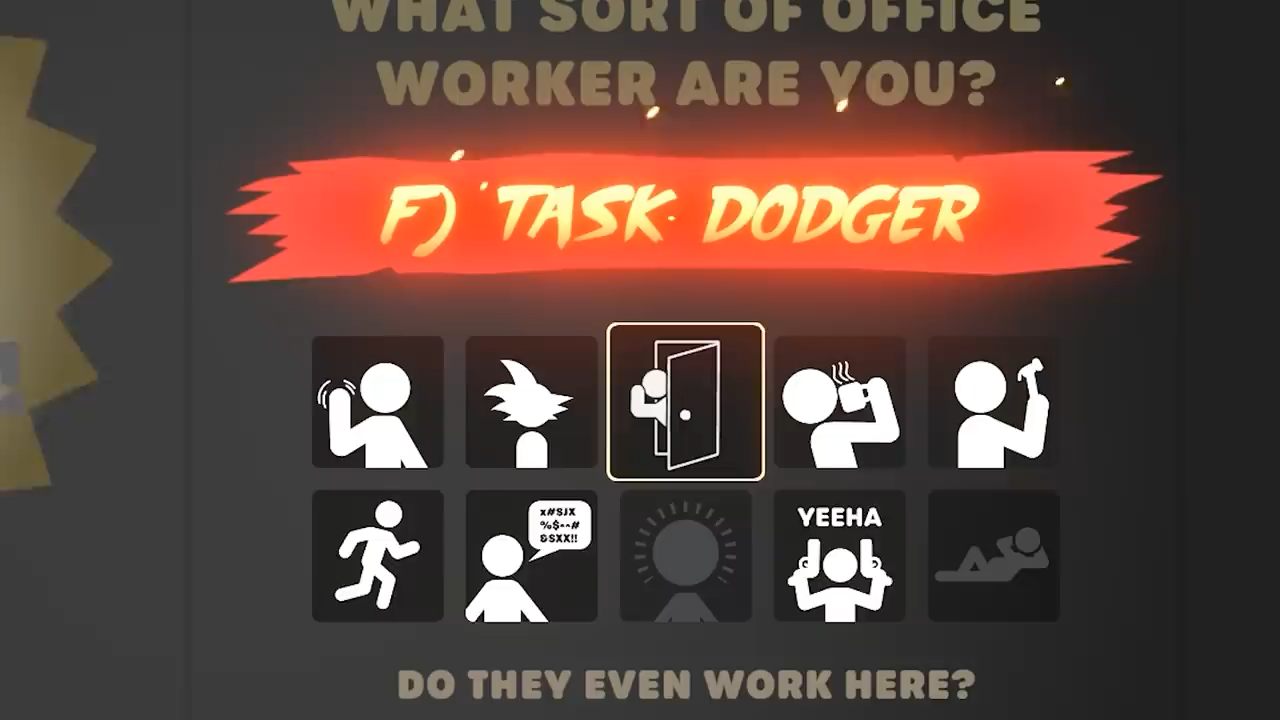 WHAT SORT OF OFFICE
WORKER ARE YOU?
F) TASK DODGER
X#$JX
%$--#
&$XX!!
YEEHA
DO THEY EVEN WORK HERE?